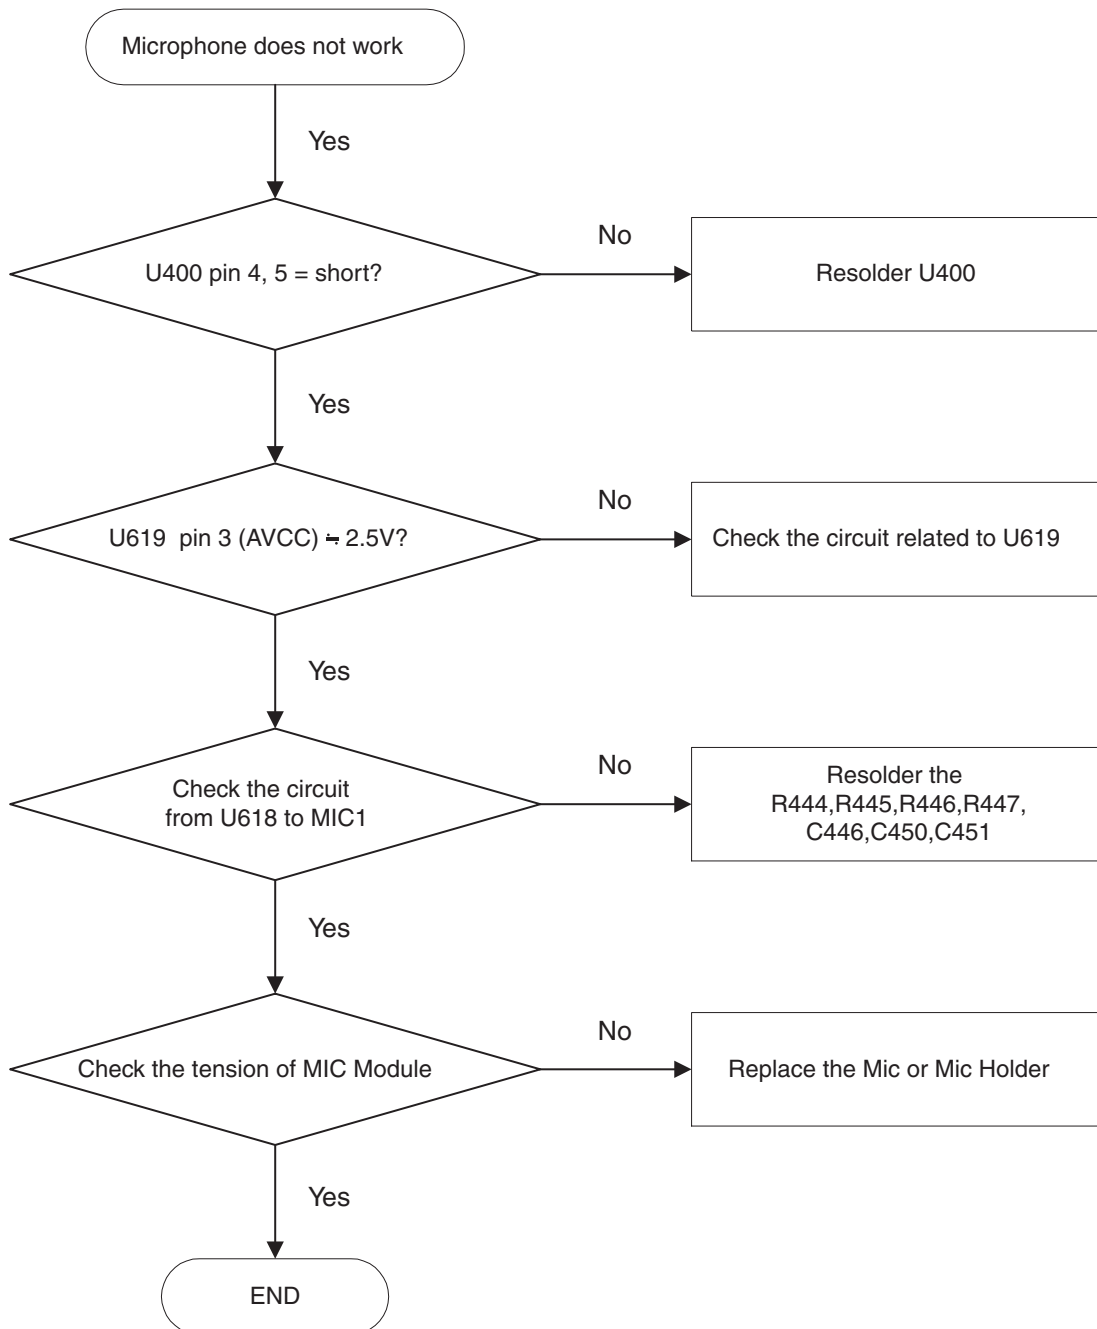 Microphone does not work
Yes
U400 pin 4, 5 = short?
No
Resolder U400
Yes
U619 pin 3 (AVCC) ≒ 2.5V?
No
Check the circuit related to U619
Yes
Check the circuit
from U618 to MIC1
No
Resolder the
R444,R445,R446,R447,
C446,C450,C451
Yes
Check the tension of MIC Module
No
Replace the Mic or Mic Holder
Yes
END